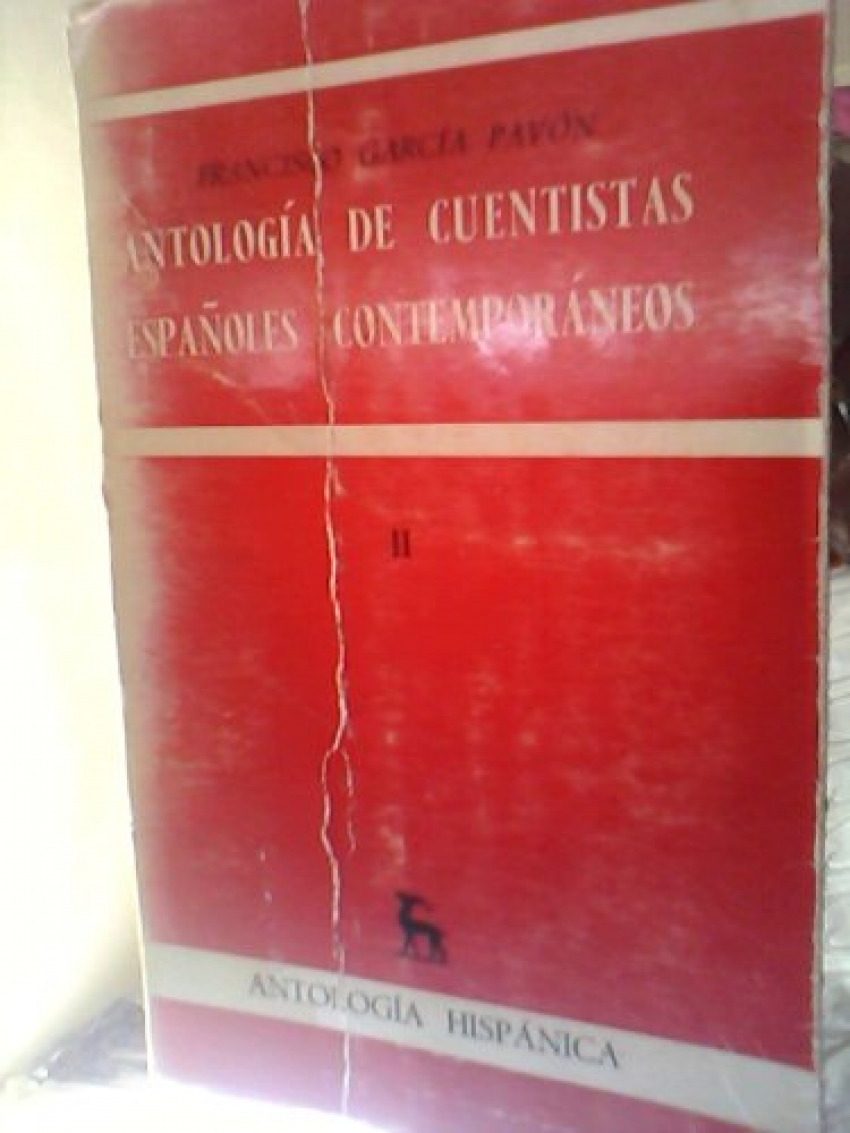 FRANCISCO GARCÍA PAVÓN
ANTOLOGÍA DE CUENTISTAS
ESPAÑOLES CONTEMPORÁNEOS
II
ANTOLOGÍA HISPÁNICA